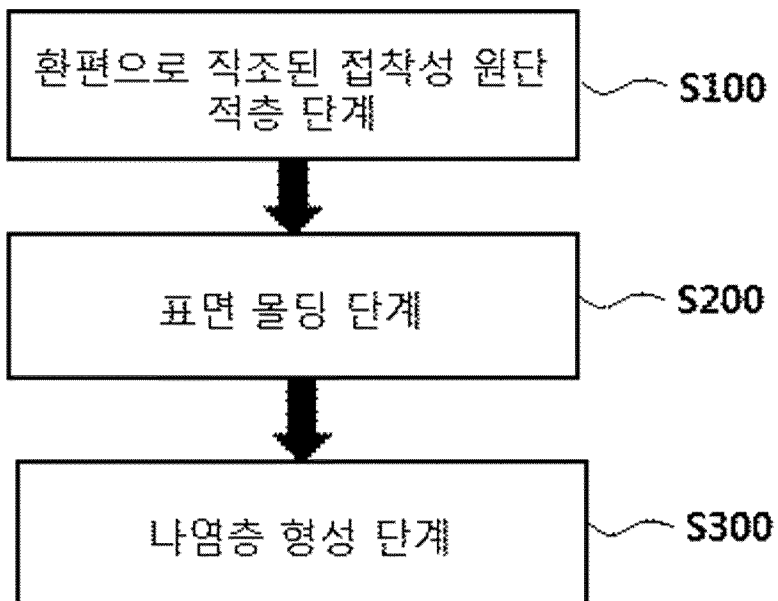 환편으로 직조된 접착성 원단
적층 단계
S100
표면 몰딩 단계
S200
나염층 형성 단계
S300